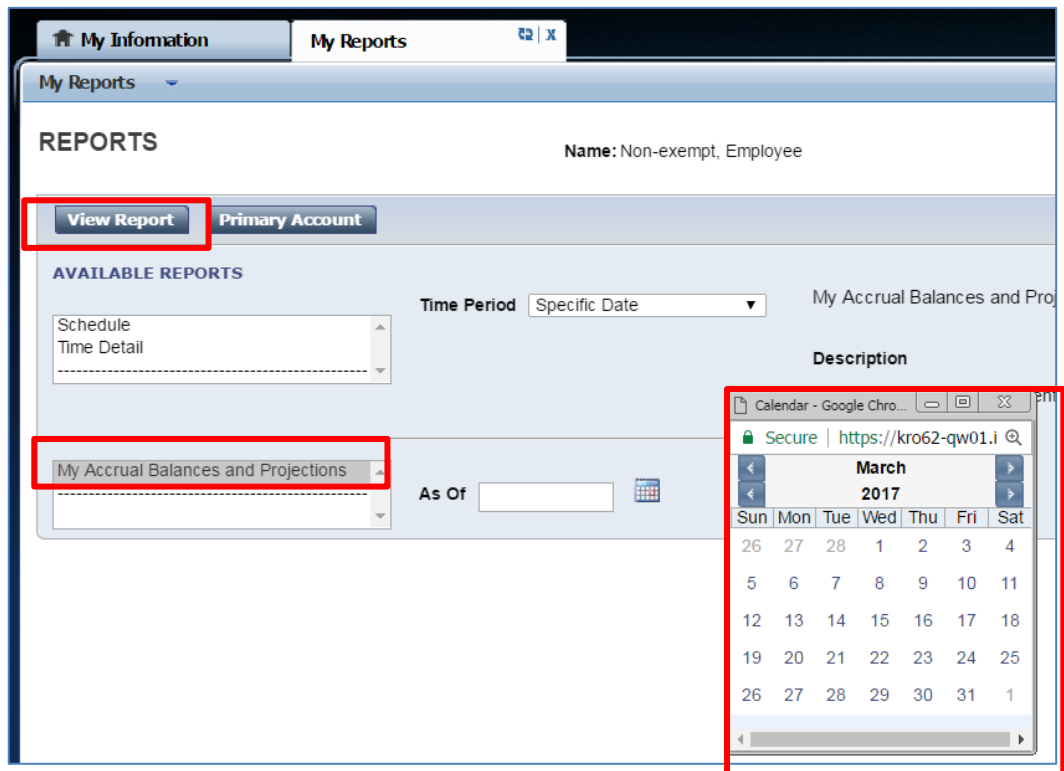 My Information My Reports X
My Reports
REPORTS
Name: Non-exempt, Employee
View Report Primary Account
AVAILABLE REPORTS
Schedule
Time Detail
------------------------------------------------
Time Period Specific Date
My Accrual Balances and Proj
Description
ent
My Accrual Balances and Projections
------------------------------------------------
As Of
Calendar - Google Chro...
Secure | https://kro62-qw01.i
< March >
< 2017 >
Sun Mon Tue Wed Thu Fri Sat
26 27 28 1 2 3 4
5 6 7 8 9 10 11
12 13 14 15 16 17 18
19 20 21 22 23 24 25
26 27 28 29 30 31 1